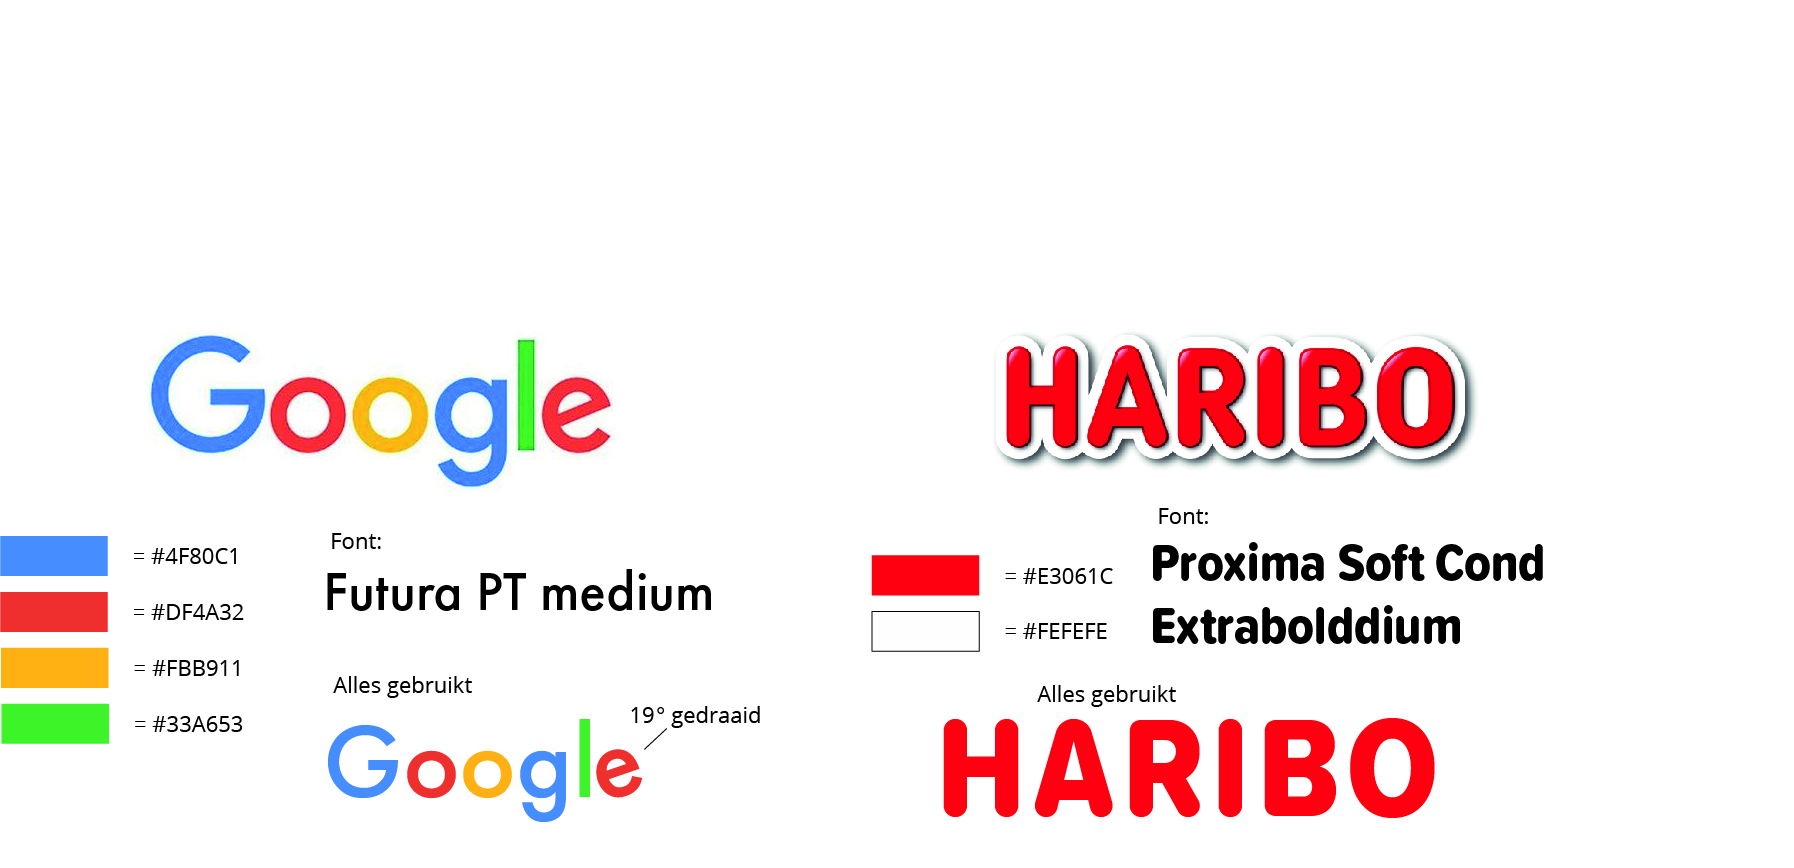 Google
= #4F80C1
= #DF4A32
= #FBB911
= #33A653
Font:
Futura PT medium
Alles gebruikt
19° gedraaid
Google
HARIBO
= #E3061C
= #FEFEFE
Font:
Proxima Soft Cond
Extrabolddium
Alles gebruikt
HARIBO